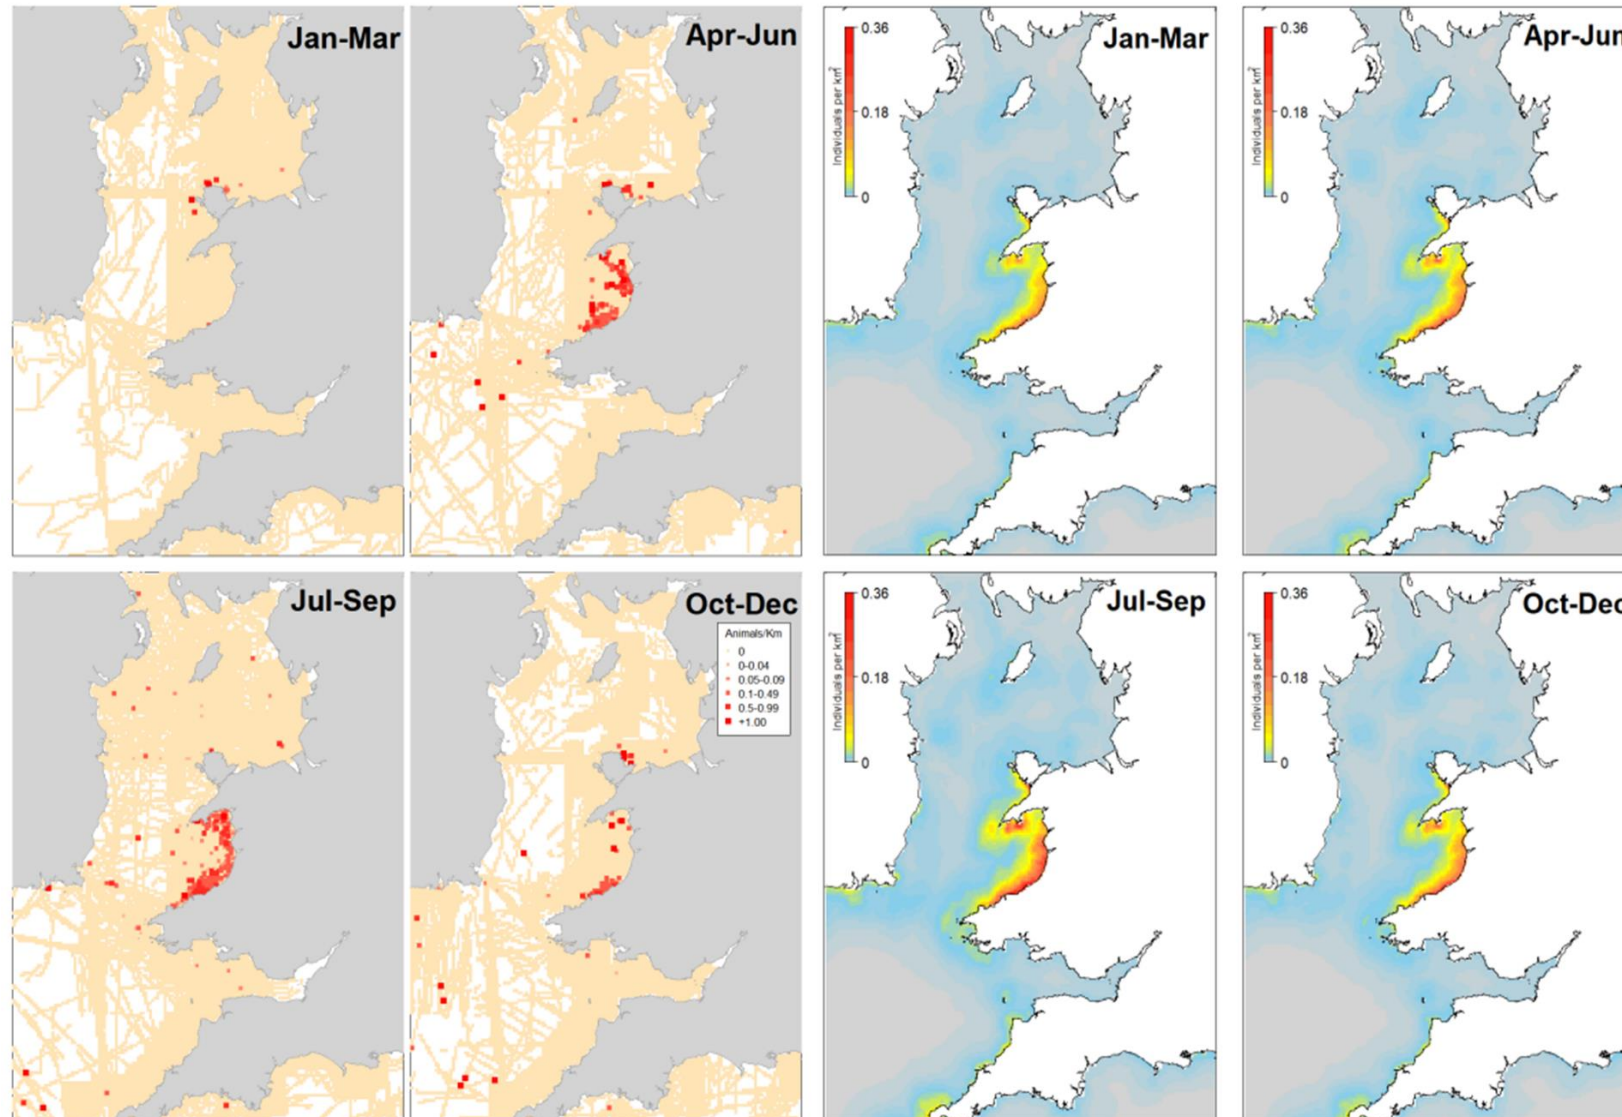 Jan-Mar
Apr-Jun
0.36
0.18
0
Individuals per km²
Jan-Mar
0.36
0.18
0
Individuals per km²
Apr-Jun
Jul-Sep
Oct-Dec
Animals/Km
0
0-0.04
0.05-0.09
0.1-0.49
0.5-0.99
+1.00
0.36
0.18
0
Individuals per km²
Jul-Sep
0.36
0.18
0
Individuals per km²
Oct-Dec